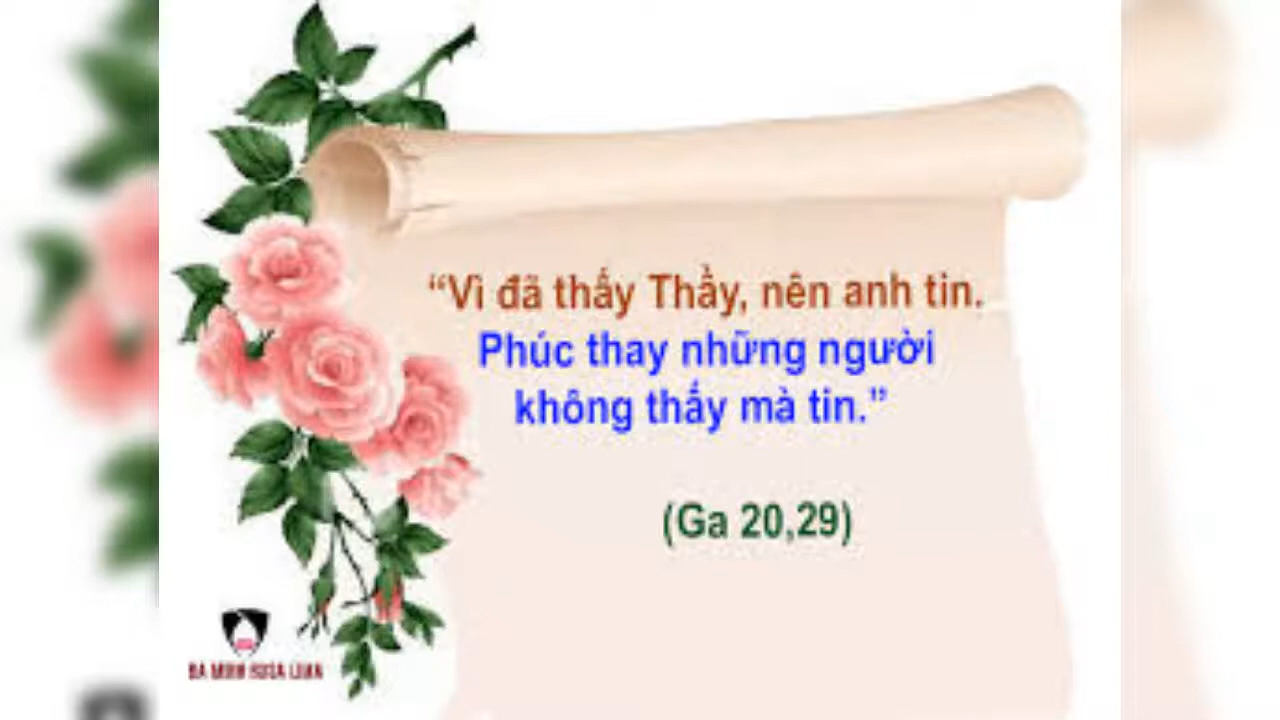 “Vì đã thấy Thầy, nên anh tin.
Phúc thay những người
không thấy mà tin.”
(Ga 20,29)